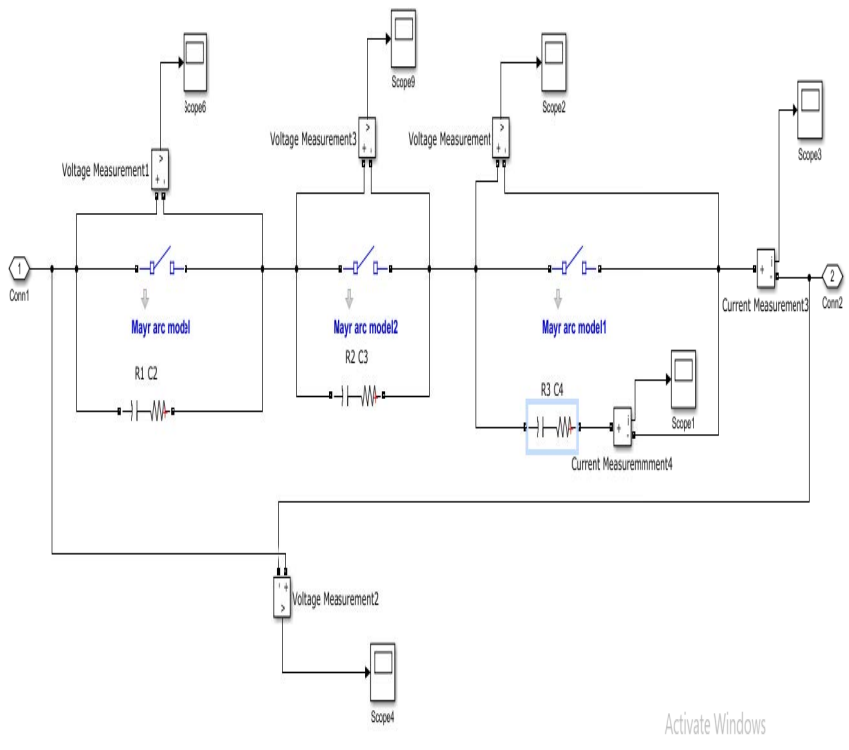 Scope6
Scope9
Scope2
Scope3
Voltage Measurement1
Voltage Measurement3
Voltage Measurement
1
Conn1
2
Conn2
Current Measurement3
Mayr arc model
Mayr arc model2
Mayr arc model1
R1 C2
R2 C3
R3 C4
Scope1
Current Measuremmment4
Voltage Measurement2
Scope4
Activate Windows